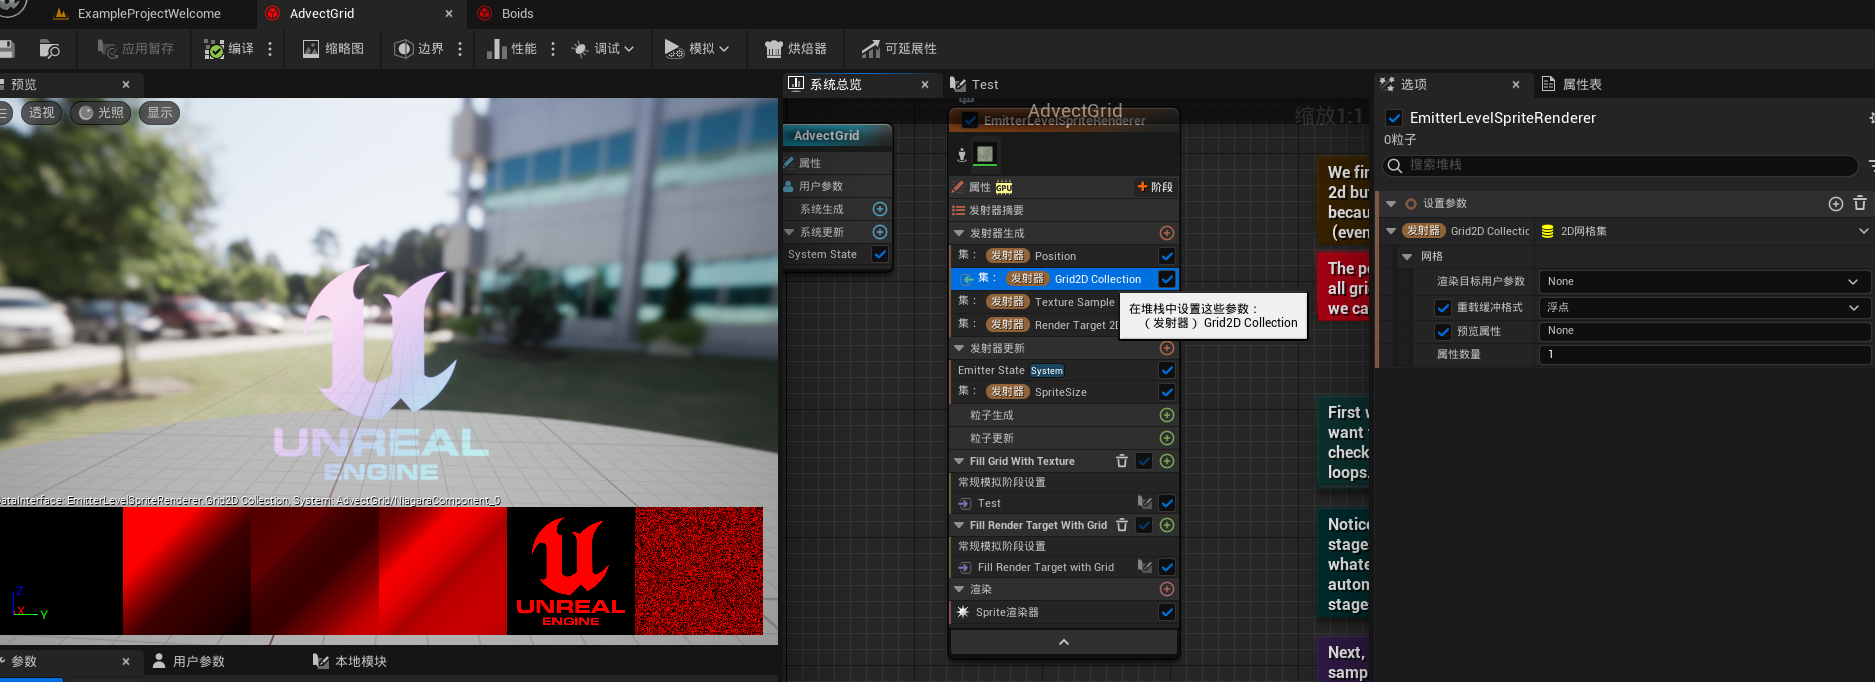 ExampleProjectWelcome
AdvectGrid
Boids
应用暂存
编译
缩略图
边界
性能
调试
模拟
烘焙器
可延展性
预览
透视
光照
显示
UNREAL
ENGINE
ataInterface: EmitterLevelSpriteRenderer Grid2D Collection, System: AdvectGrid/NiagaraComponent_0
UNREAL
ENGINE
Z
X
Y
参数
用户参数
本地模块
系统总览
Test
AdvectGrid
缩放1:1
AdvectGrid
属性
用户参数
系统生成
系统更新
System State
EmitterLevelSpriteRenderer
属性 GPU
阶段
发射器摘要
发射器生成
集： 发射器 Position
集： 发射器 Grid2D Collection
集： 发射器 Texture Sample
集： 发射器 Render Target 2D
在堆栈中设置这些参数：
（发射器）Grid2D Collection
发射器更新
Emitter State System
集： 发射器 SpriteSize
粒子生成
粒子更新
Fill Grid With Texture
常规模拟阶段设置
Test
Fill Render Target With Grid
常规模拟阶段设置
Fill Render Target with Grid
渲染
Sprite渲染器
We fir
2d bu
becau
(even
The p
all gri
we ca
First w
want
check
loops.
Notic
stage
whate
autom
stage
Next,
samp
选项
属性表
EmitterLevelSpriteRenderer
0粒子
搜索堆栈
设置参数
发射器 Grid2D Collectic
2D网格集
网格
渲染目标用户参数
None
重载缓冲格式
浮点
预览属性
None
属性数量
1